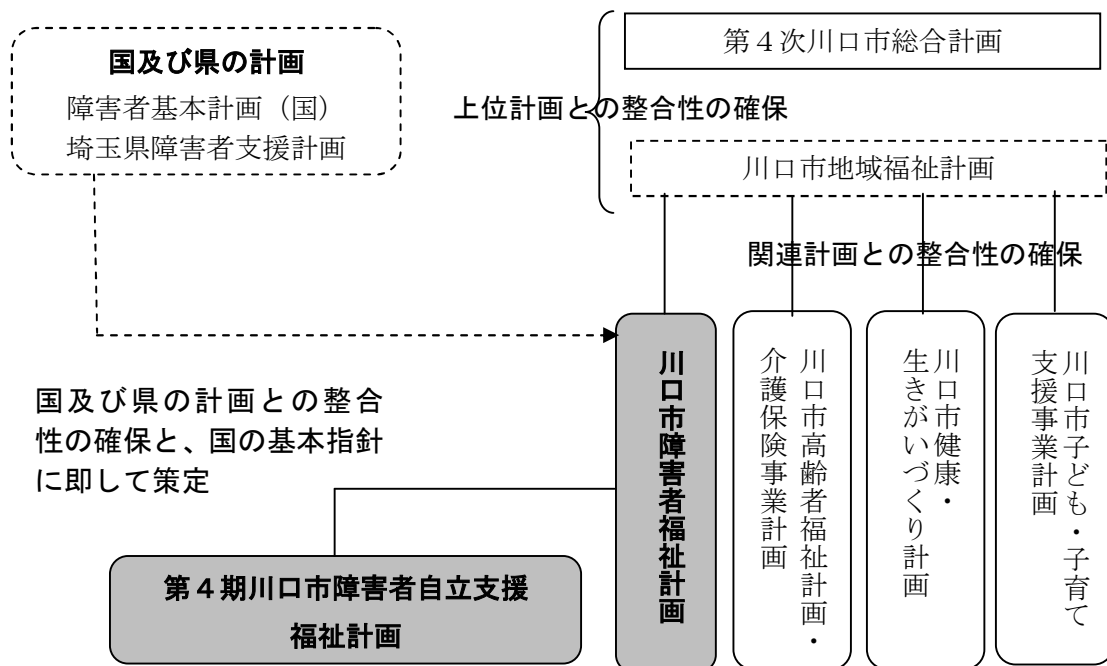 国及び県の計画
障害者基本計画（国）
埼玉県障害者支援計画
第４次川口市総合計画
上位計画との整合性の確保
川口市地域福祉計画
関連計画との整合性の確保
国及び県の計画との整合
性の確保と、国の基本指針
に即して策定
川口市障害者福祉計画
川口市高齢者福祉計画・
介護保険事業計画
川口市健康・
生きがいづくり計画
川口市子ども・子育て
支援事業計画
第４期川口市障害者自立支援
福祉計画